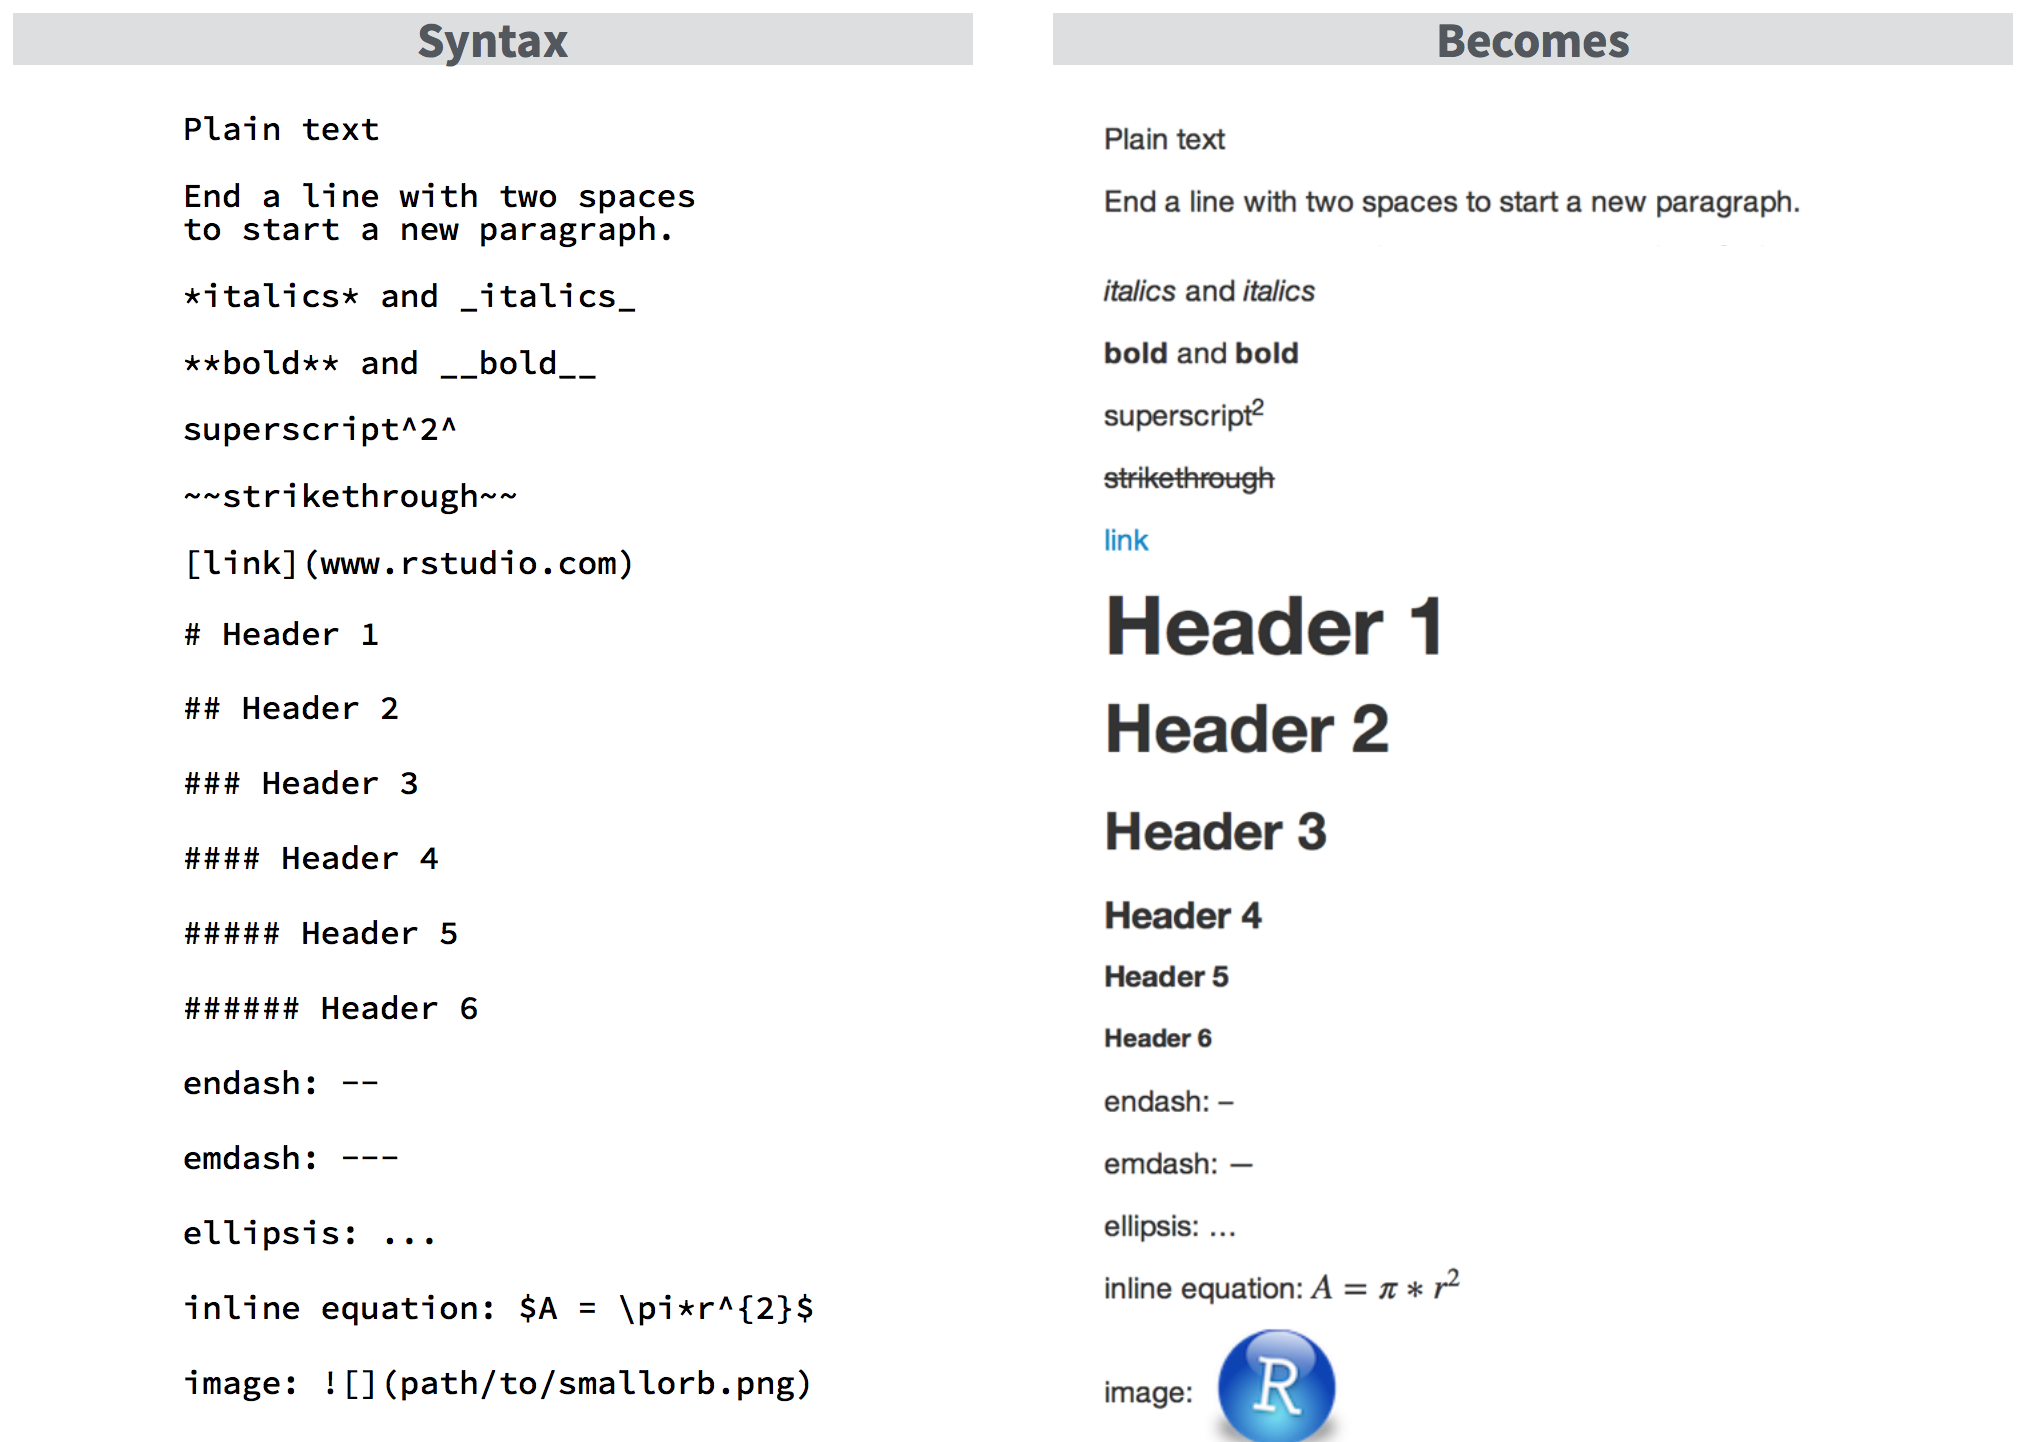 Syntax
Plain text
End a line with two spaces
to start a new paragraph.
*italics* and _italics_
**bold** and __bold__
superscript^2^
~~strikethrough~~
[link](www.rstudio.com)
# Header 1
## Header 2
### Header 3
#### Header 4
##### Header 5
###### Header 6
endash: --
emdash: ---
ellipsis: ...
inline equation: $A = \pi*r^{2}$
image: ![](path/to/smallorb.png)
Becomes
Plain text
End a line with two spaces to start a new paragraph.
italics and italics
bold and bold
superscript²
strikethrough
link
Header 1
Header 2
Header 3
Header 4
Header 5
Header 6
endash: –
emdash: —
ellipsis: …
inline equation: A = π * r²
image: R